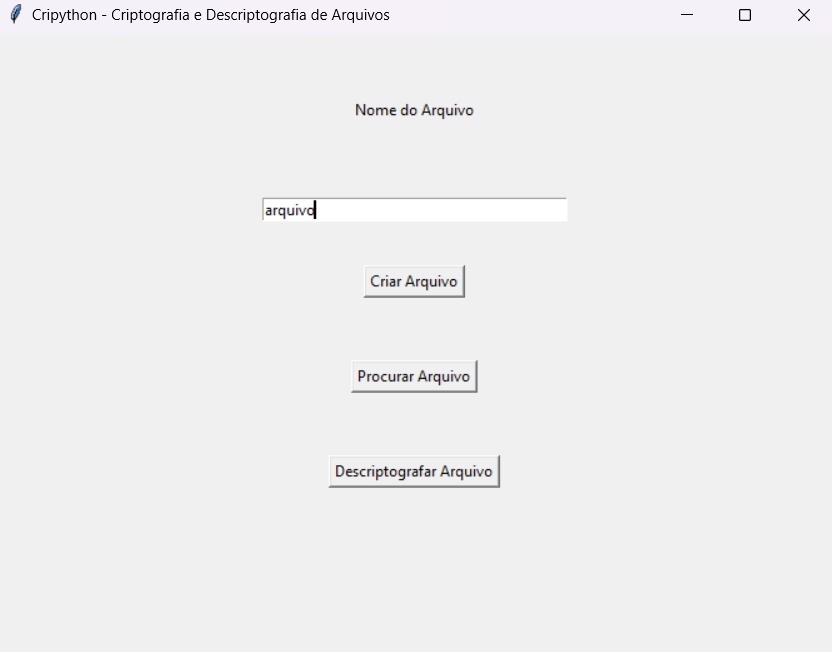 Cripython - Criptografia e Descriptografia de Arquivos
Nome do Arquivo
arquivo
Criar Arquivo
Procurar Arquivo
Descriptografar Arquivo